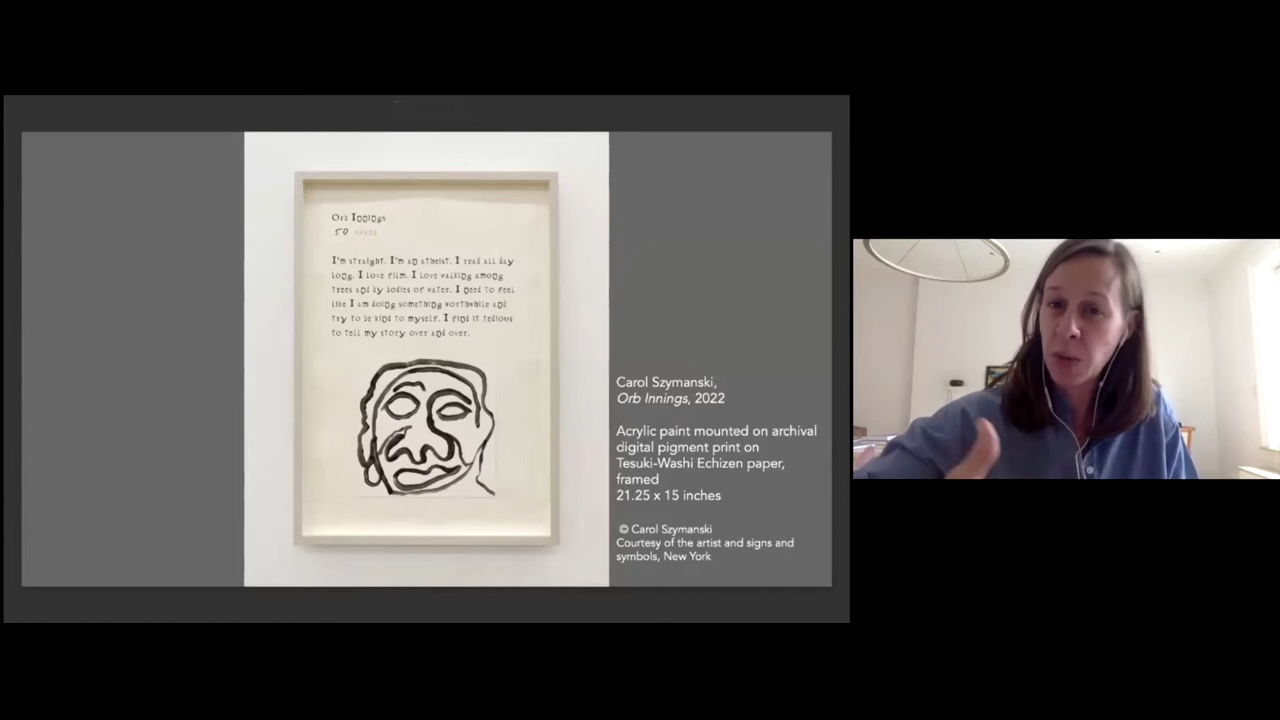 Orb Innings
50 years
I'm straight. I'm an atheist. I read all day
long. I love film. I love walking among
trees and by bodies of water. I need to feel
like I am doing something worthwhile and
try to be kind to myself. I find it tedious
to tell my story over and over.
Carol Szymanski,
Orb Innings, 2022
Acrylic paint mounted on archival
digital pigment print on
Tesuki-Washi Echizen paper,
framed
21.25 x 15 inches
© Carol Szymanski
Courtesy of the artist and signs and
symbols, New York